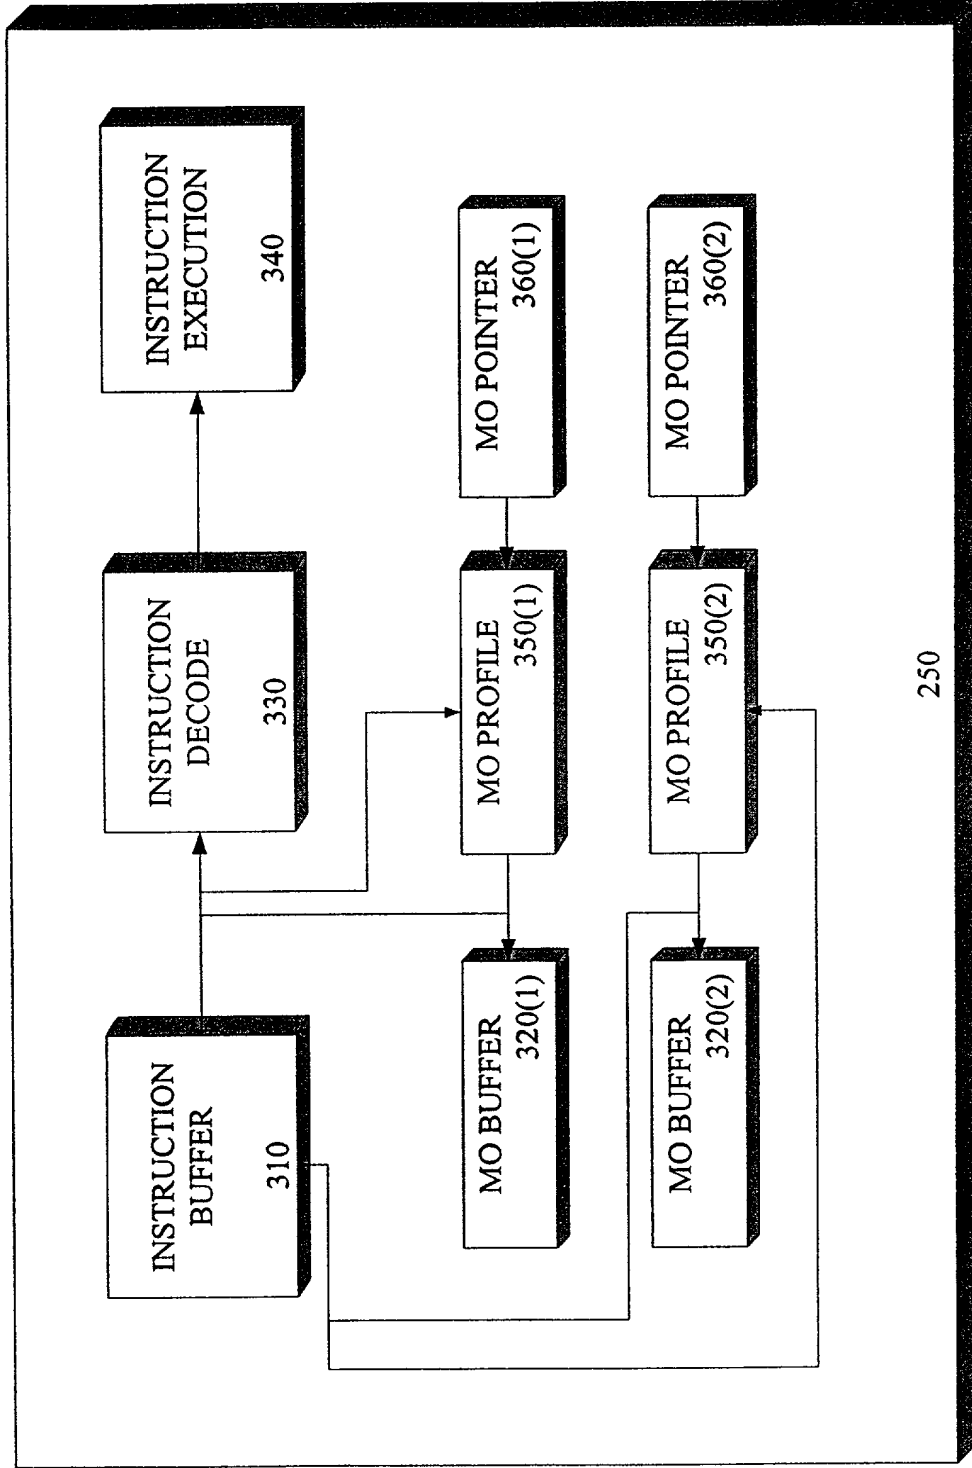 INSTRUCTION
BUFFER
310
INSTRUCTION
DECODE
330
INSTRUCTION
EXECUTION
340
MO BUFFER
320(1)
MO PROFILE
350(1)
MO POINTER
360(1)
MO BUFFER
320(2)
MO PROFILE
350(2)
MO POINTER
360(2)
250